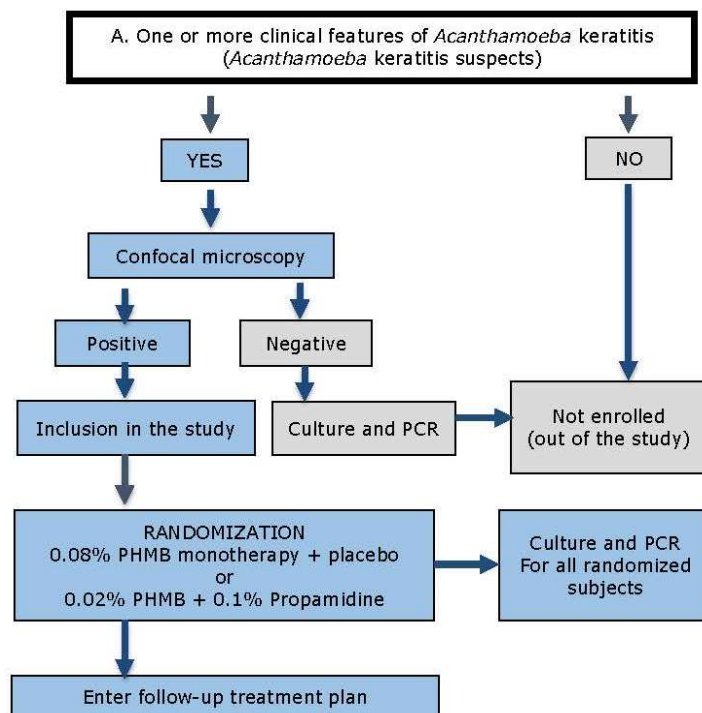 A. One or more clinical features of Acanthamoeba keratitis
(Acanthamoeba keratitis suspects)
YES
NO
Confocal microscopy
Positive
Negative
Inclusion in the study
Culture and PCR
Not enrolled
(out of the study)
RANDOMIZATION
0.08% PHMB monotherapy + placebo
or
0.02% PHMB + 0.1% Propamidine
Culture and PCR
For all randomized
subjects
Enter follow-up treatment plan